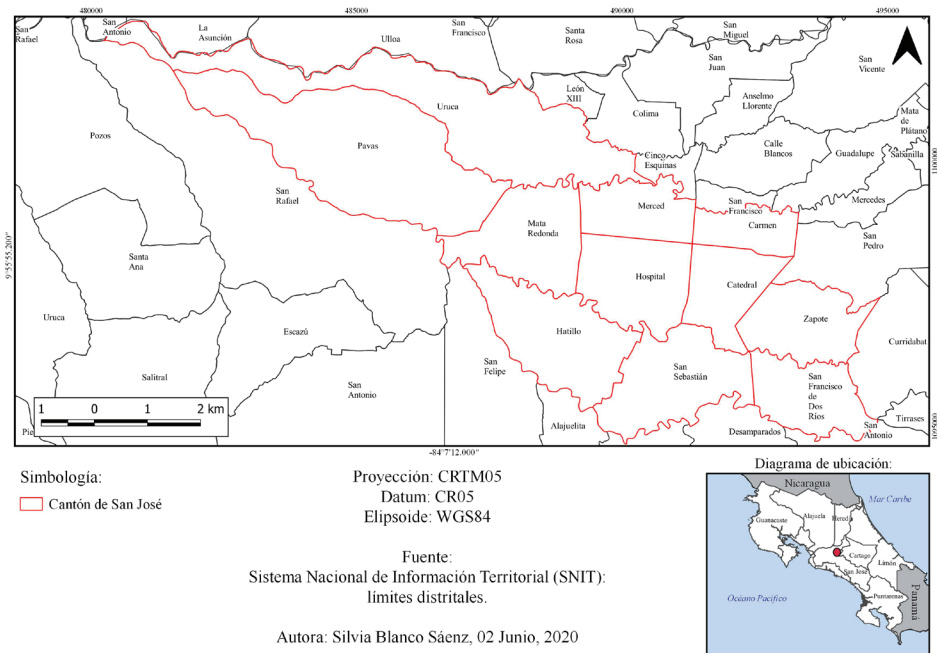 480000
485000
490000
495000
San
Rafael
San
Antonio
La
Asunción
Ulloa
San
Francisco
Santa
Rosa
San
Miguel
San
Juan
San
Vicente
León
XIII
Anselmo
Llorente
Uruca
Colima
Mata
de
Plátano
Pozos
Pavas
Calle
Blancos
Guadalupe
Sabanilla
Cinco
Esquinas
1100000
San
Rafael
Merced
San
Francisco
Mercedes
Mata
Redonda
Carmen
San
Pedro
9°55'55.200"
Santa
Ana
Hospital
Catedral
Uruca
Escazú
Hatillo
Zapote
Curridabat
San
Felipe
San
Sebastián
Salitral
San
Antonio
San
Francisco
de
Dos
Ríos
Tirrases
1 0 1 2 km
Pie
Alajuelita
Desamparados
San
Antonio
1095000
-84°7'12.000"
Simbología:
Cantón de San José
Proyección: CRTM05
Datum: CR05
Elipsoide: WGS84
Fuente:
Sistema Nacional de Información Territorial (SNIT):
límites distritales.
Autora: Silvia Blanco Sáenz, 02 Junio, 2020
Diagrama de ubicación:
Nicaragua
Mar Caribe
Guanacaste
Alajuela
Heredia
Cartago
Limón
San José
Puntarenas
Océano Pacífico
Panamá